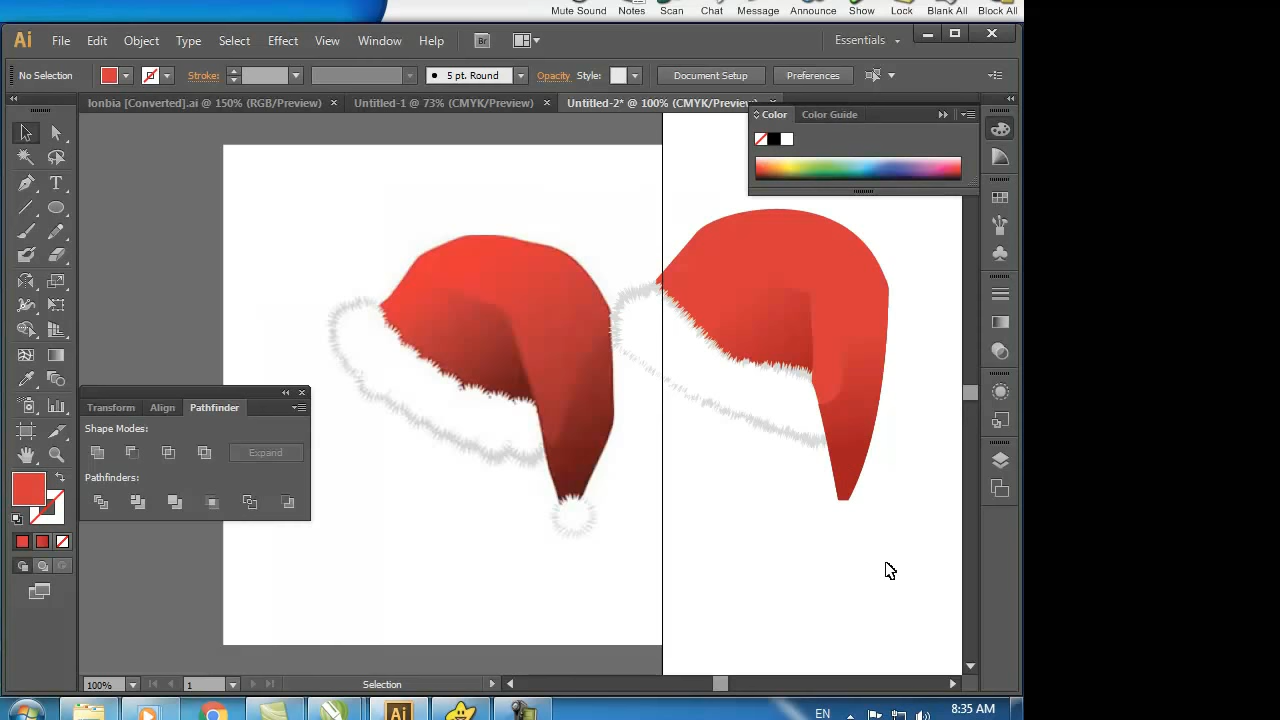 Mute Sound Notes Scan Chat Message Announce Show Lock Blank All Block All
Ai File Edit Object Type Select Effect View Window Help Br Essentials
No Selection Stroke: 5 pt. Round Opacity Style: Document Setup Preferences
Ionbia [Converted].ai @ 150% (RGB/Preview) × Untitled-1 @ 73% (CMYK/Preview) × Untitled-2* @ 100% (CMYK/Preview)
Color Color Guide
Transform Align Pathfinder
Shape Modes:
Expand
Pathfinders:
100% 1 Selection
Ai EN 8:35 AM